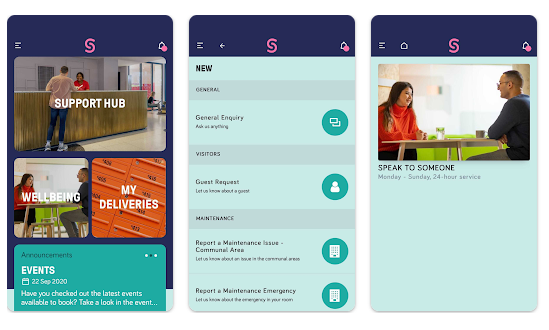 SUPPORT HUB
WELLBEING
MY
DELIVERIES
Announcements
EVENTS
22 Sep 2020
Have you checked out the latest events
available to book? Take a look in the event...
NEW
GENERAL
General Enquiry
Ask us anything
VISITORS
Guest Request
Let us know about a guest
MAINTENANCE
Report a Maintenance Issue -
Communal Area
Let us know about an issue in the communal areas
Report a Maintenance Emergency
Let us know about the emergency in your room
SPEAK TO SOMEONE
Monday - Sunday, 24-hour service